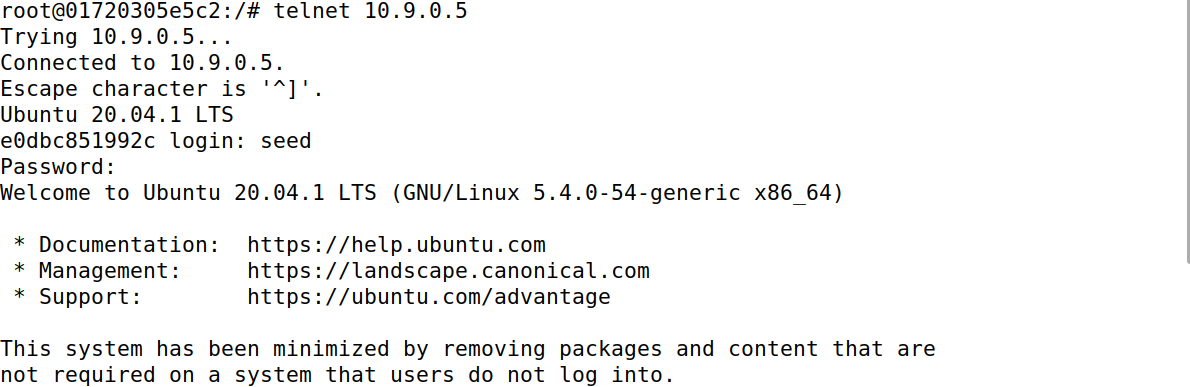 root@01720305e5c2:/# telnet 10.9.0.5
Trying 10.9.0.5...
Connected to 10.9.0.5.
Escape character is '^]'.
Ubuntu 20.04.1 LTS
e0dbc851992c login: seed
Password:
Welcome to Ubuntu 20.04.1 LTS (GNU/Linux 5.4.0-54-generic x86_64)

 * Documentation:  https://help.ubuntu.com
 * Management:     https://landscape.canonical.com
 * Support:        https://ubuntu.com/advantage

This system has been minimized by removing packages and content that are
not required on a system that users do not log into.